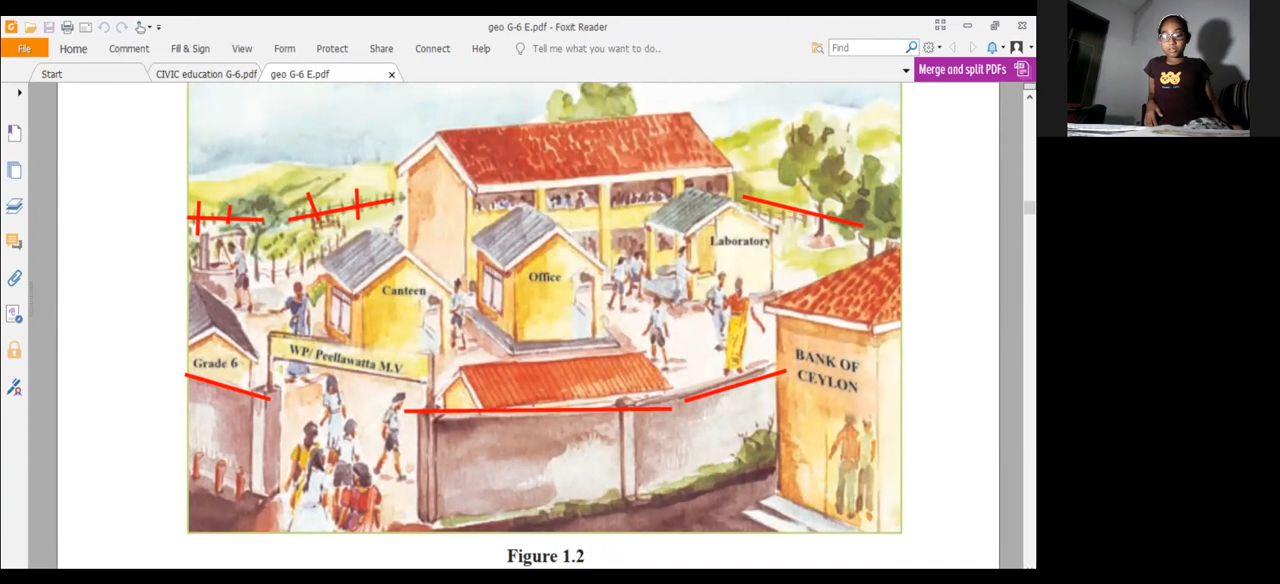 geo G-6 E.pdf - Foxit Reader
File Home Comment Fill & Sign View Form Protect Share Connect Help Tell me what you want to do... Find
Start CIVIC education G-6.pdf geo G-6 E.pdf Merge and split PDFs
Laboratory
Office
Canteen
Grade 6
WP/ Peellawatta M.V
BANK OF
CEYLON
Figure 1.2